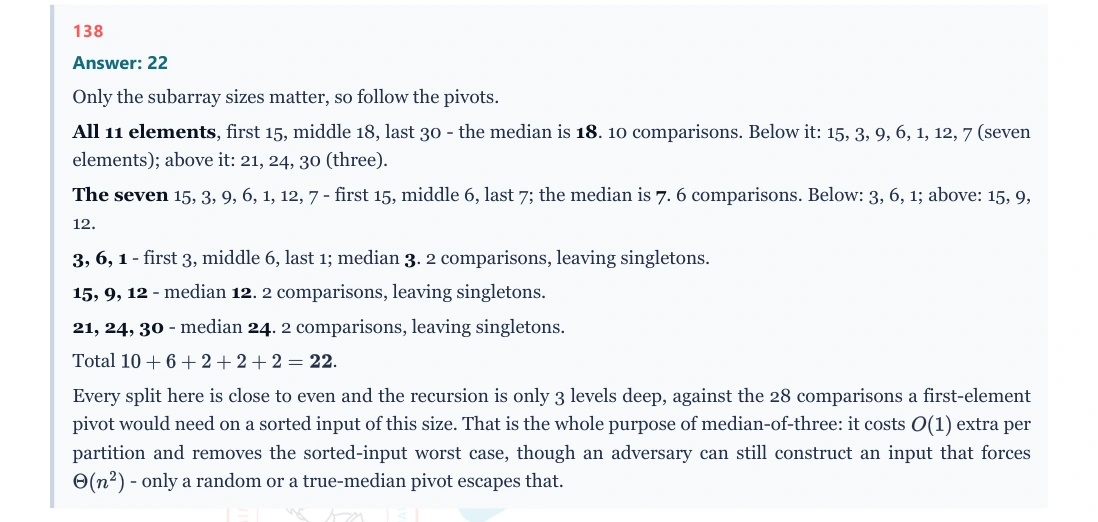 138
Answer: 22
Only the subarray sizes matter, so follow the pivots.
All 11 elements, first 15, middle 18, last 30 - the median is 18. 10 comparisons. Below it: 15, 3, 9, 6, 1, 12, 7 (seven
elements); above it: 21, 24, 30 (three).
The seven 15, 3, 9, 6, 1, 12, 7 - first 15, middle 6, last 7; the median is 7. 6 comparisons. Below: 3, 6, 1; above: 15, 9,
12.
3, 6, 1 - first 3, middle 6, last 1; median 3. 2 comparisons, leaving singletons.
15, 9, 12 - median 12. 2 comparisons, leaving singletons.
21, 24, 30 - median 24. 2 comparisons, leaving singletons.
Total 10 + 6 + 2 + 2 + 2 = 22.
Every split here is close to even and the recursion is only 3 levels deep, against the 28 comparisons a first-element
pivot would need on a sorted input of this size. That is the whole purpose of median-of-three: it costs O(1) extra per
partition and removes the sorted-input worst case, though an adversary can still construct an input that forces
Θ(n²) - only a random or a true-median pivot escapes that.